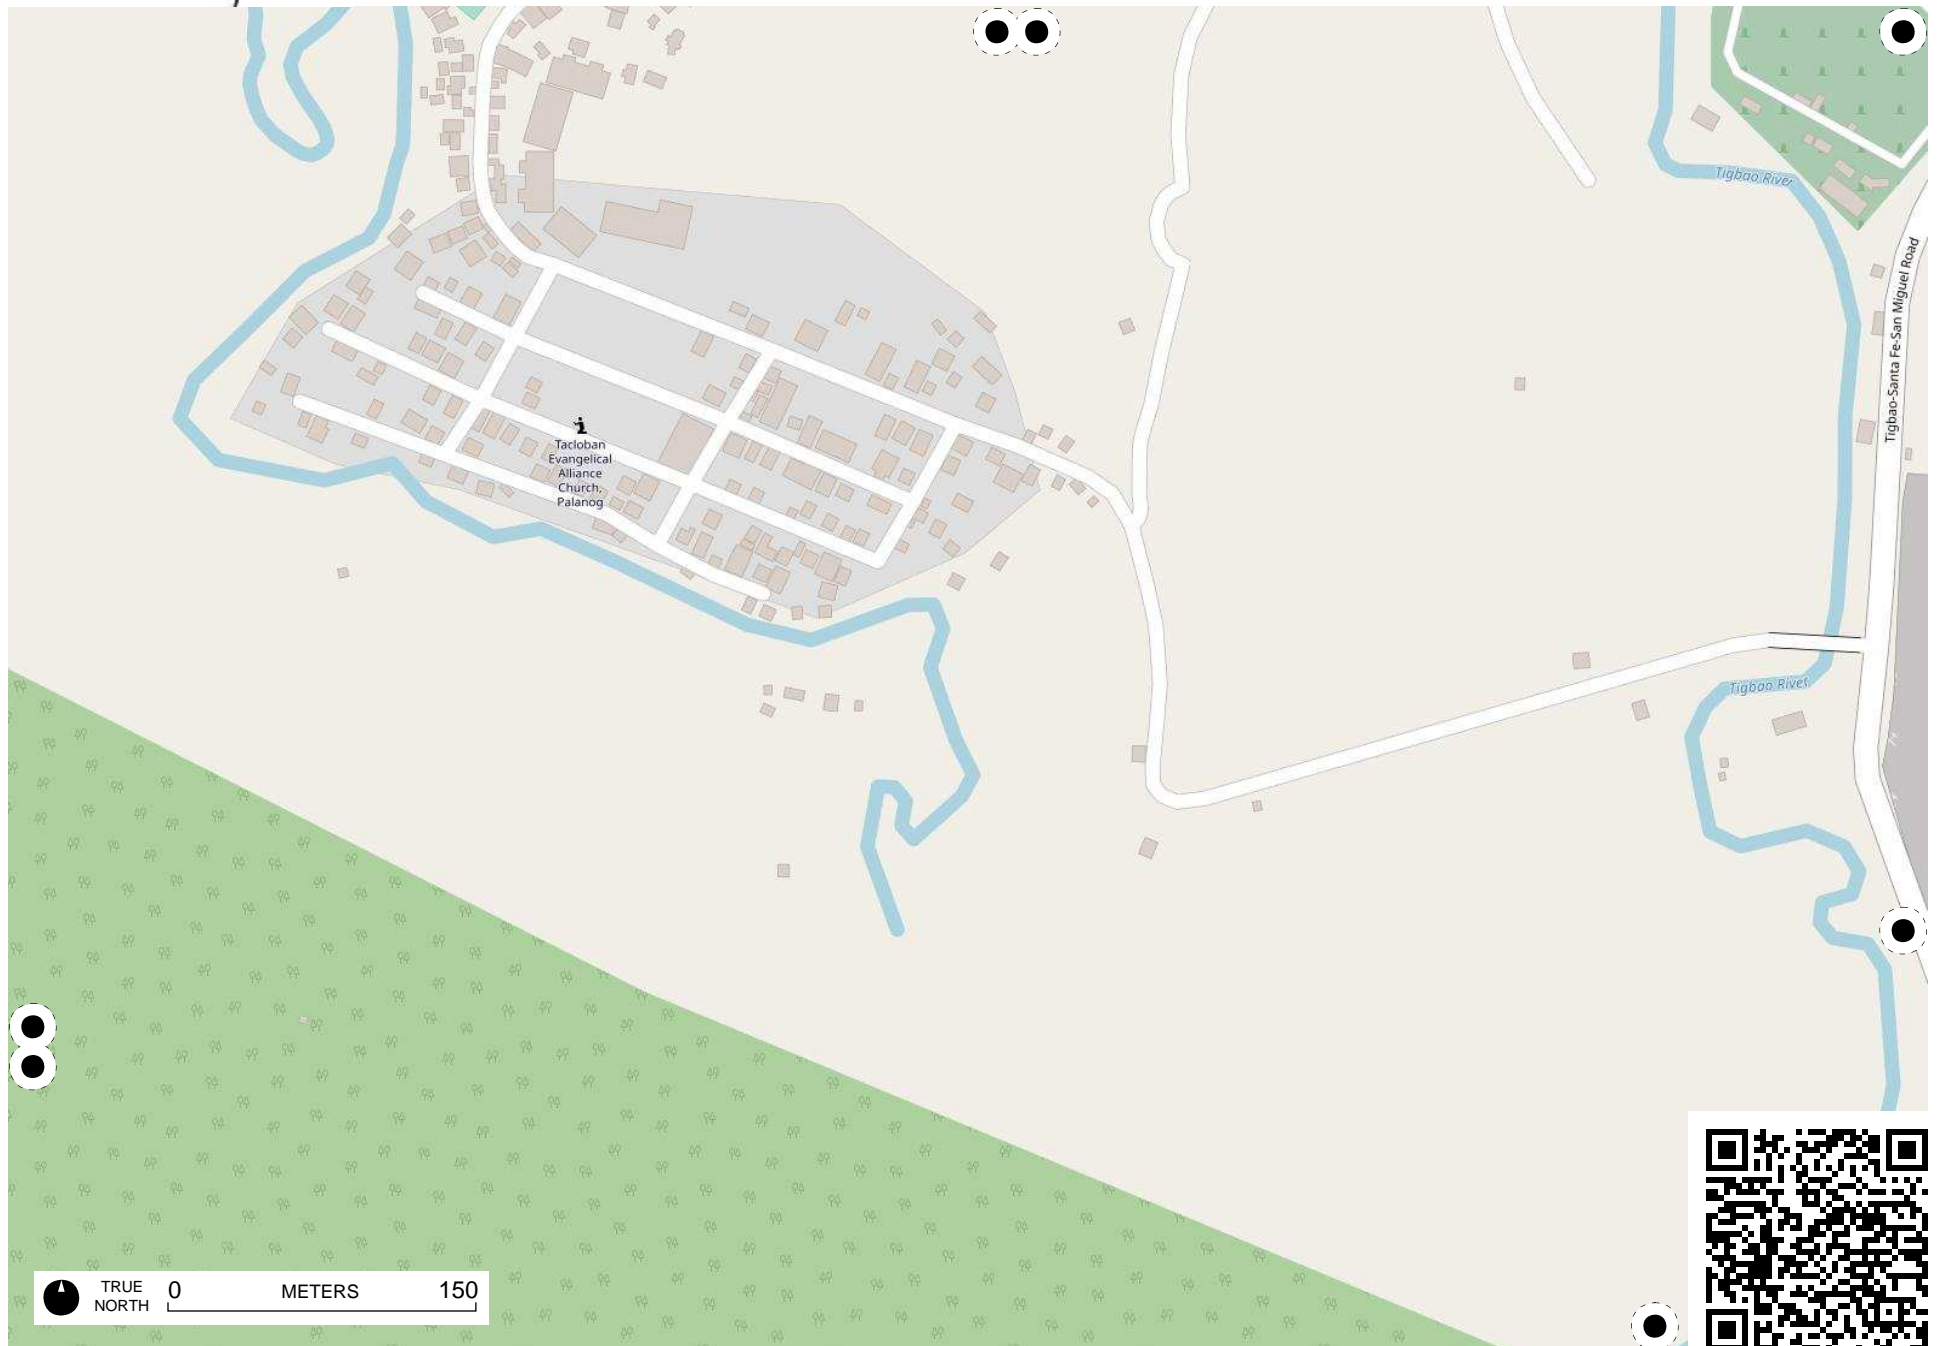 Tigbao River
Tigbao-Santa Fe-San Miguel Road
Tacloban
Evangelical
Alliance
Church,
Palanog
Tigbao River
TRUE
NORTH
0 METERS 150